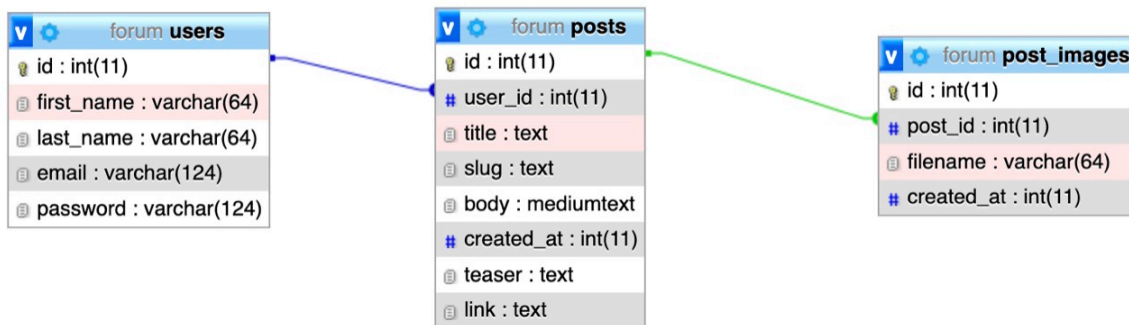 forum users
id : int(11)
first_name : varchar(64)
last_name : varchar(64)
email : varchar(124)
password : varchar(124)
forum posts
id : int(11)
user_id : int(11)
title : text
slug : text
body : mediumtext
created_at : int(11)
teaser : text
link : text
forum post_images
id : int(11)
post_id : int(11)
filename : varchar(64)
created_at : int(11)